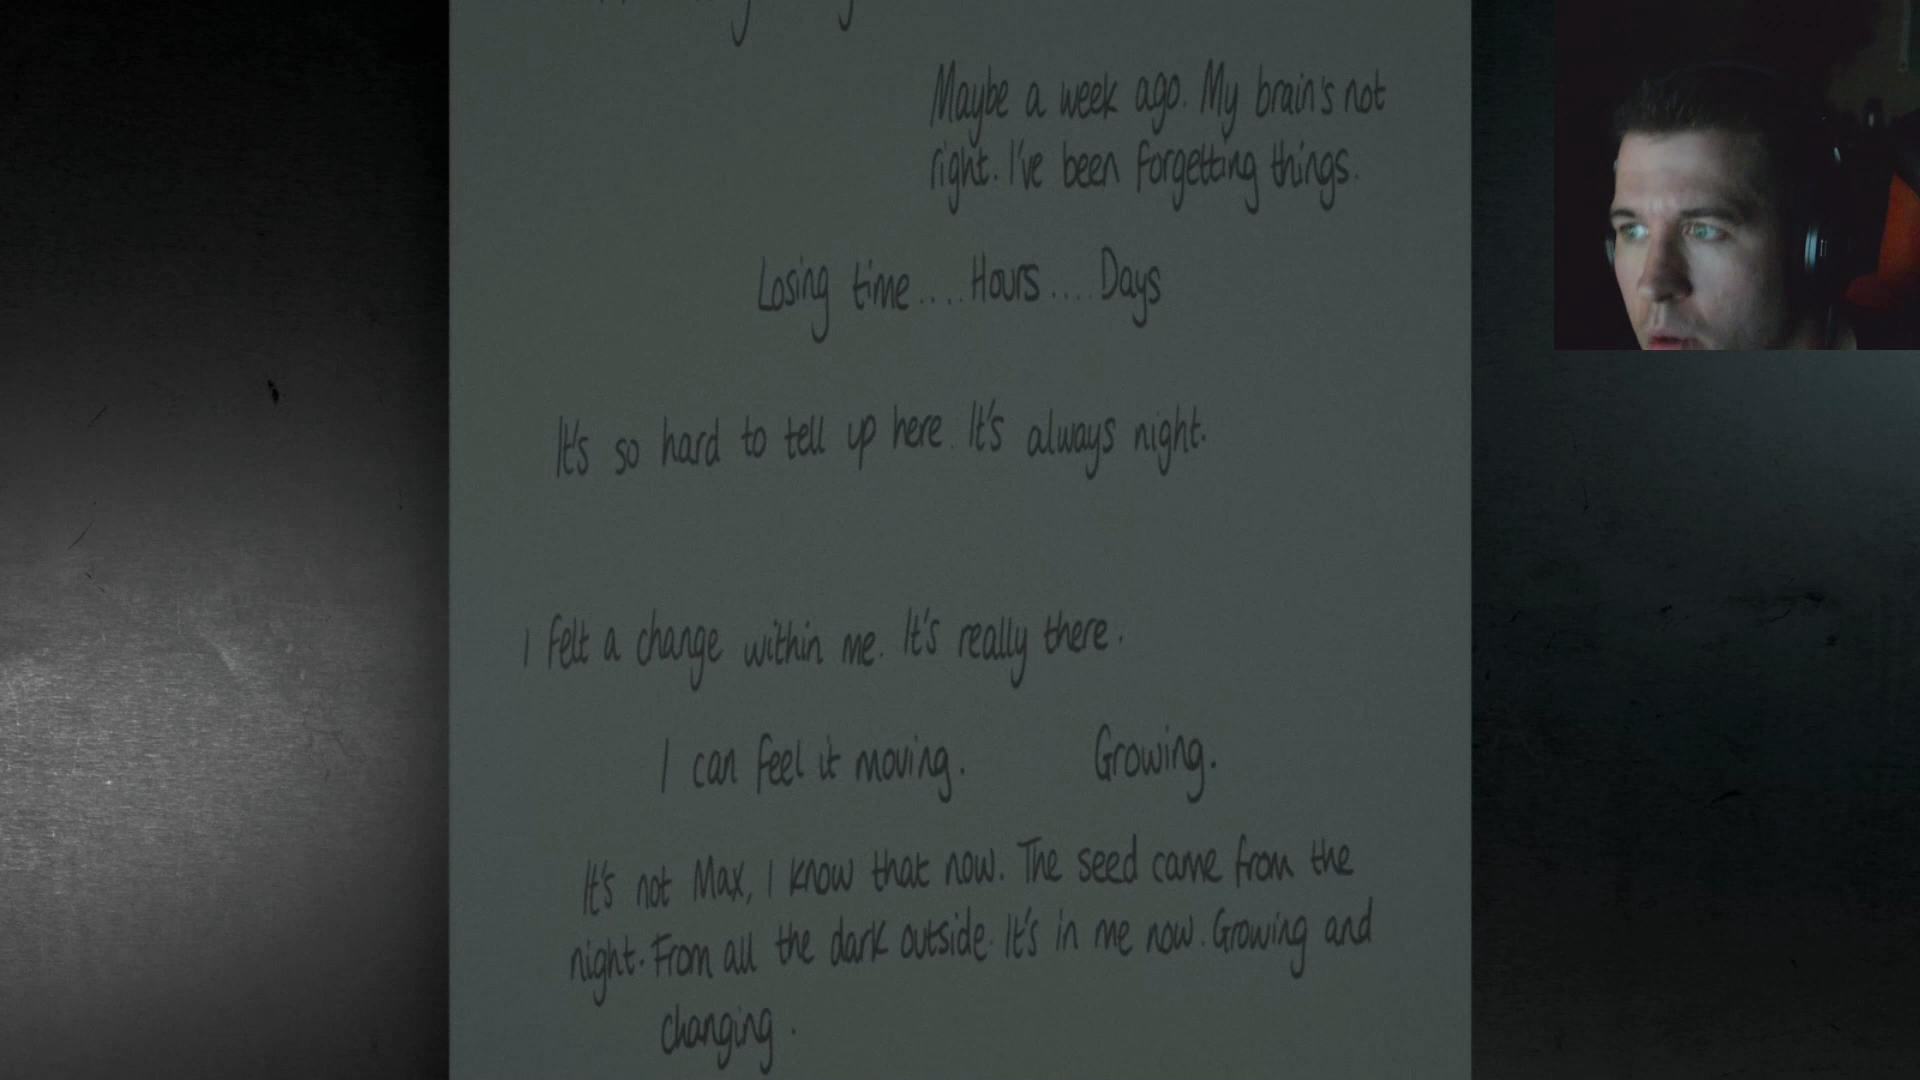 Maybe a week ago. My brain's not
right. I've been forgetting things.
Losing time.... Hours.... Days
It's so hard to tell up here. It's always night.
I felt a change within me. It's really there.
I can feel it moving. Growing.
It's not Max, I know that now. The seed came from the
night. From all the dark outside. It's in me now. Growing and
changing.